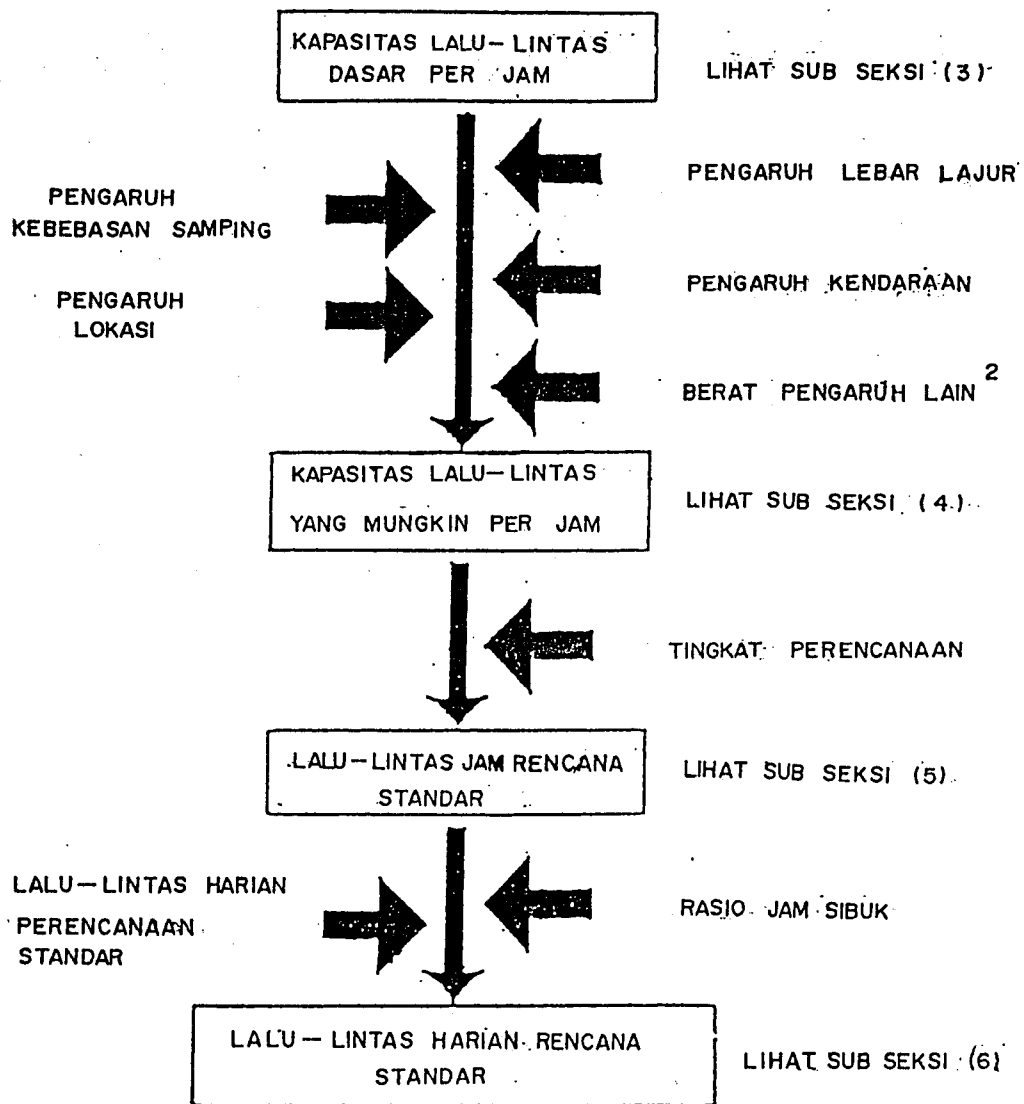 KAPASITAS LALU-LINTAS
DASAR PER JAM
LIHAT SUB SEKSI (3)
PENGARUH LEBAR LAJUR
PENGARUH
KEBEBASAN SAMPING
PENGARUH KENDARAAN
PENGARUH
LOKASI
BERAT PENGARUH LAIN 2
KAPASITAS LALU-LINTAS
YANG MUNGKIN PER JAM
LIHAT SUB SEKSI (4)
TINGKAT PERENCANAAN
LALU-LINTAS JAM RENCANA
STANDAR
LIHAT SUB SEKSI (5)
LALU-LINTAS HARIAN
PERENCANAAN
STANDAR
RASIO JAM SIBUK
LALU-LINTAS HARIAN RENCANA
STANDAR
LIHAT SUB SEKSI (6)